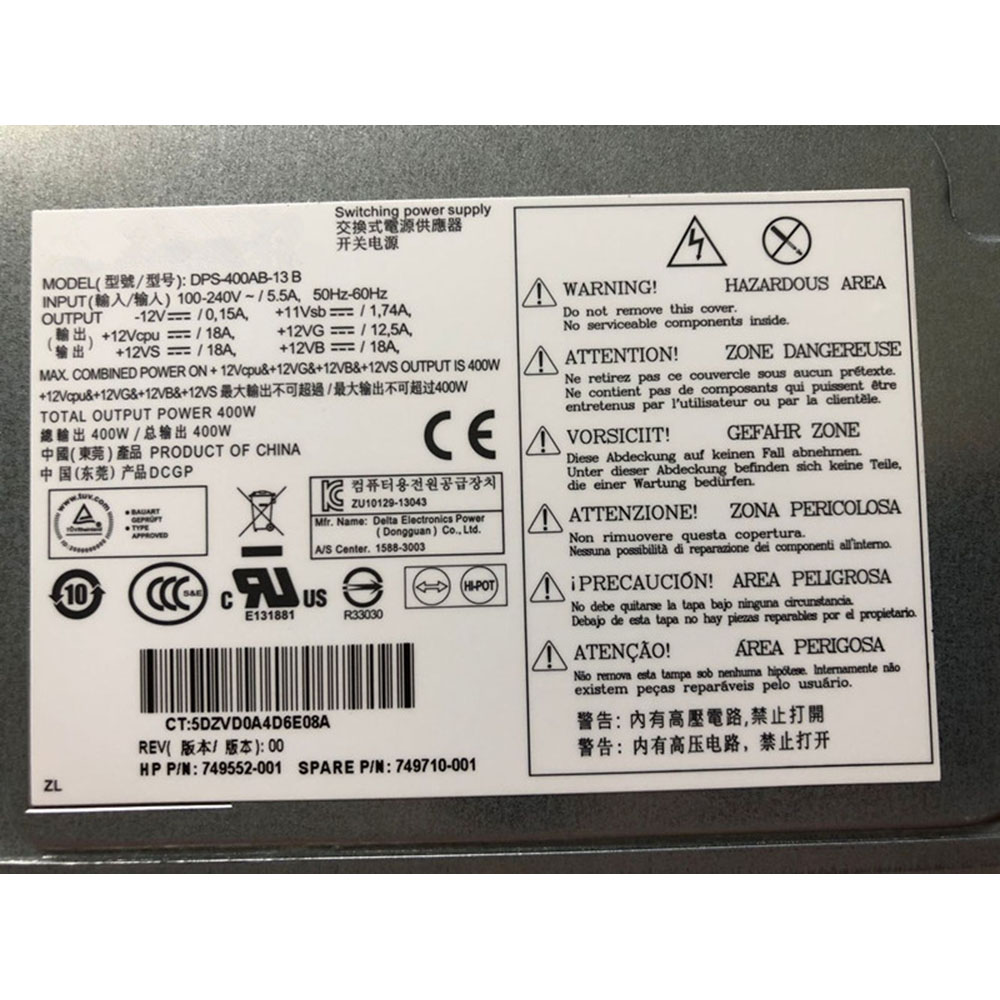 Switching power supply
交換式電源供應器
开关电源
MODEL(型號/型号): DPS-400AB-13 B
INPUT(輸入/输入) 100-240V~ / 5.5A, 50Hz-60Hz
OUTPUT -12V⎓ / 0,15A, +11Vsb⎓ / 1,74A,
(輸出 +12Vcpu⎓ / 18A, +12VG⎓ / 12,5A,
输出) +12VS⎓ / 18A, +12VB⎓ / 18A,
MAX. COMBINED POWER ON + 12Vcpu&+12VG&+12VB&+12VS OUTPUT IS 400W
+12Vcpu&+12VG&+12VB&+12VS 最大輸出不可超過 / 最大输出不可超过400W
TOTAL OUTPUT POWER 400W
總輸出 400W / 总输出 400W
中國(東莞)產品 PRODUCT OF CHINA
中国(东莞)产品DCGP
CE
www.tuv.com
TÜVRheinland
• BAUART
GEPRÜFT
• TYPE
APPROVED
컴퓨터용전원공급장치
ZU10129-13043
Mfr. Name: Delta Electronics Power
(Dongguan) Co., Ltd.
A/S Center. 1588-3003
10
CCC S&E
c RU US
E131881
R33030
HI-POT
CT:5DZVD0A4D6E08A
REV( 版本/ 版本): 00
HP P/N: 749552-001 SPARE P/N: 749710-001
ZL
WARNING! HAZARDOUS AREA
Do not remove this cover.
No serviceable components inside.
ATTENTION! ZONE DANGEREUSE
Ne retirez pas ce couvercle sous aucun prétexte.
Ne contient pas de composants qui puissent être
entretenus par l'utilisateur ou par la clientèle.
VORSICIIT! GEFAHR ZONE
Diese Abdeckung auf keinen Fall abnehmen.
Unter dieser Abdeckung befinden sich keine Teile,
die einer Wartung bedürfen.
ATTENZIONE! ZONA PERICOLOSA
Non rimuovere questa copertura.
Nessuna possibilità di reparazione dei componenti all'interno.
¡PRECAUCIÓN! AREA PELIGROSA
No debe quitarse la tapa bajo ninguna circunstancia.
Debajo de esta tapa no hay piezas reparables por el propietario.
ATENÇÃO! ÁREA PERIGOSA
Não remova esta tampa sob nenhuma hipótese. Internamente não
existem peças reparáveis pelo usuário.
警告: 內有高壓電路,禁止打開
警告: 内有高压电路, 禁止打开